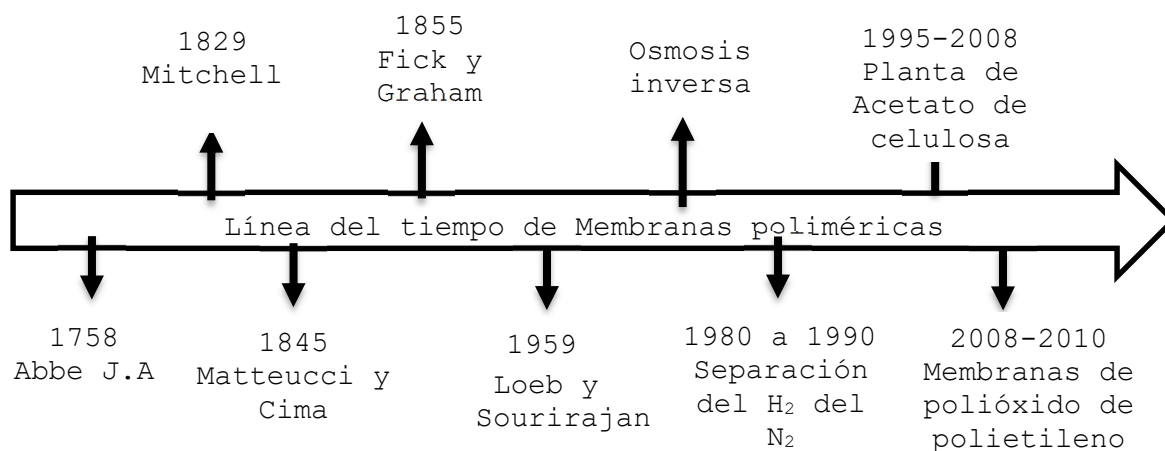 1829
Mitchell
1855
Fick y
Graham
Osmosis
inversa
1995-2008
Planta de
Acetato de
celulosa
Línea del tiempo de Membranas poliméricas
1758
Abbe J.A
1845
Matteucci y
Cima
1959
Loeb y
Sourirajan
1980 a 1990
Separación
del H₂ del
N₂
2008-2010
Membranas de
polióxido de
polietileno